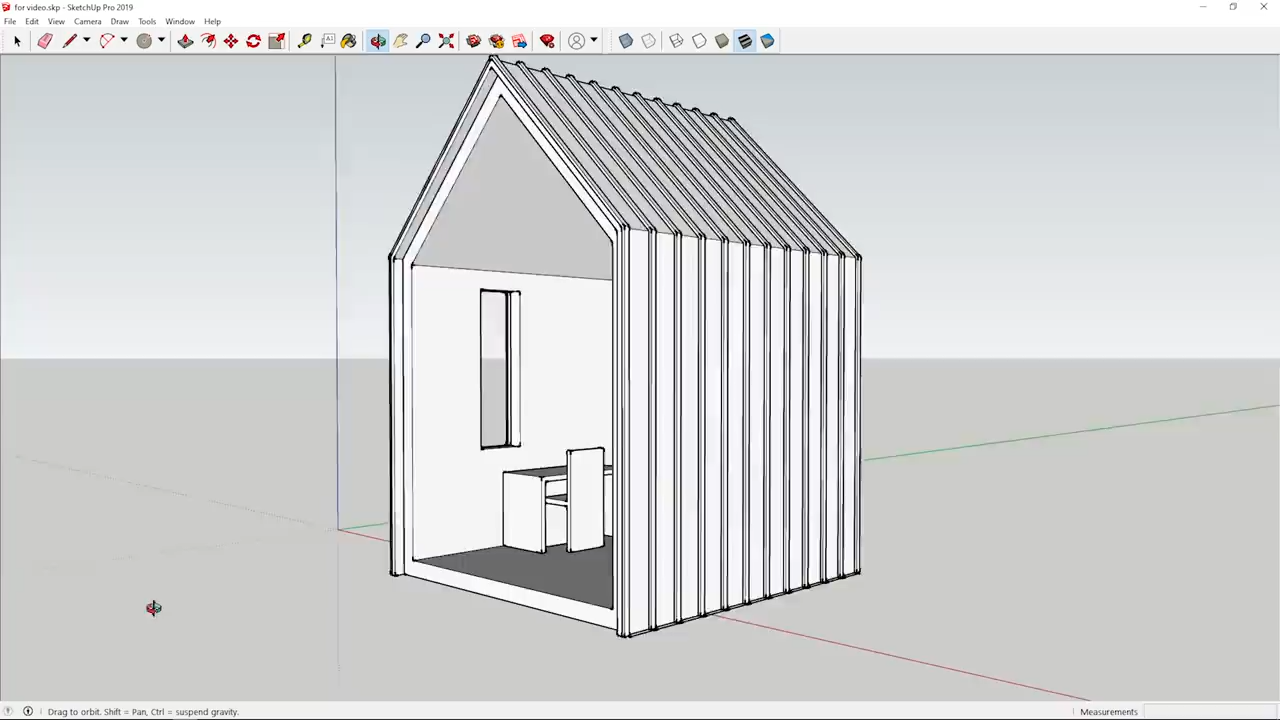 for video.skp - SketchUp Pro 2019
File Edit View Camera Draw Tools Window Help
Drag to orbit. Shift = Pan, Ctrl = suspend gravity.
Measurements